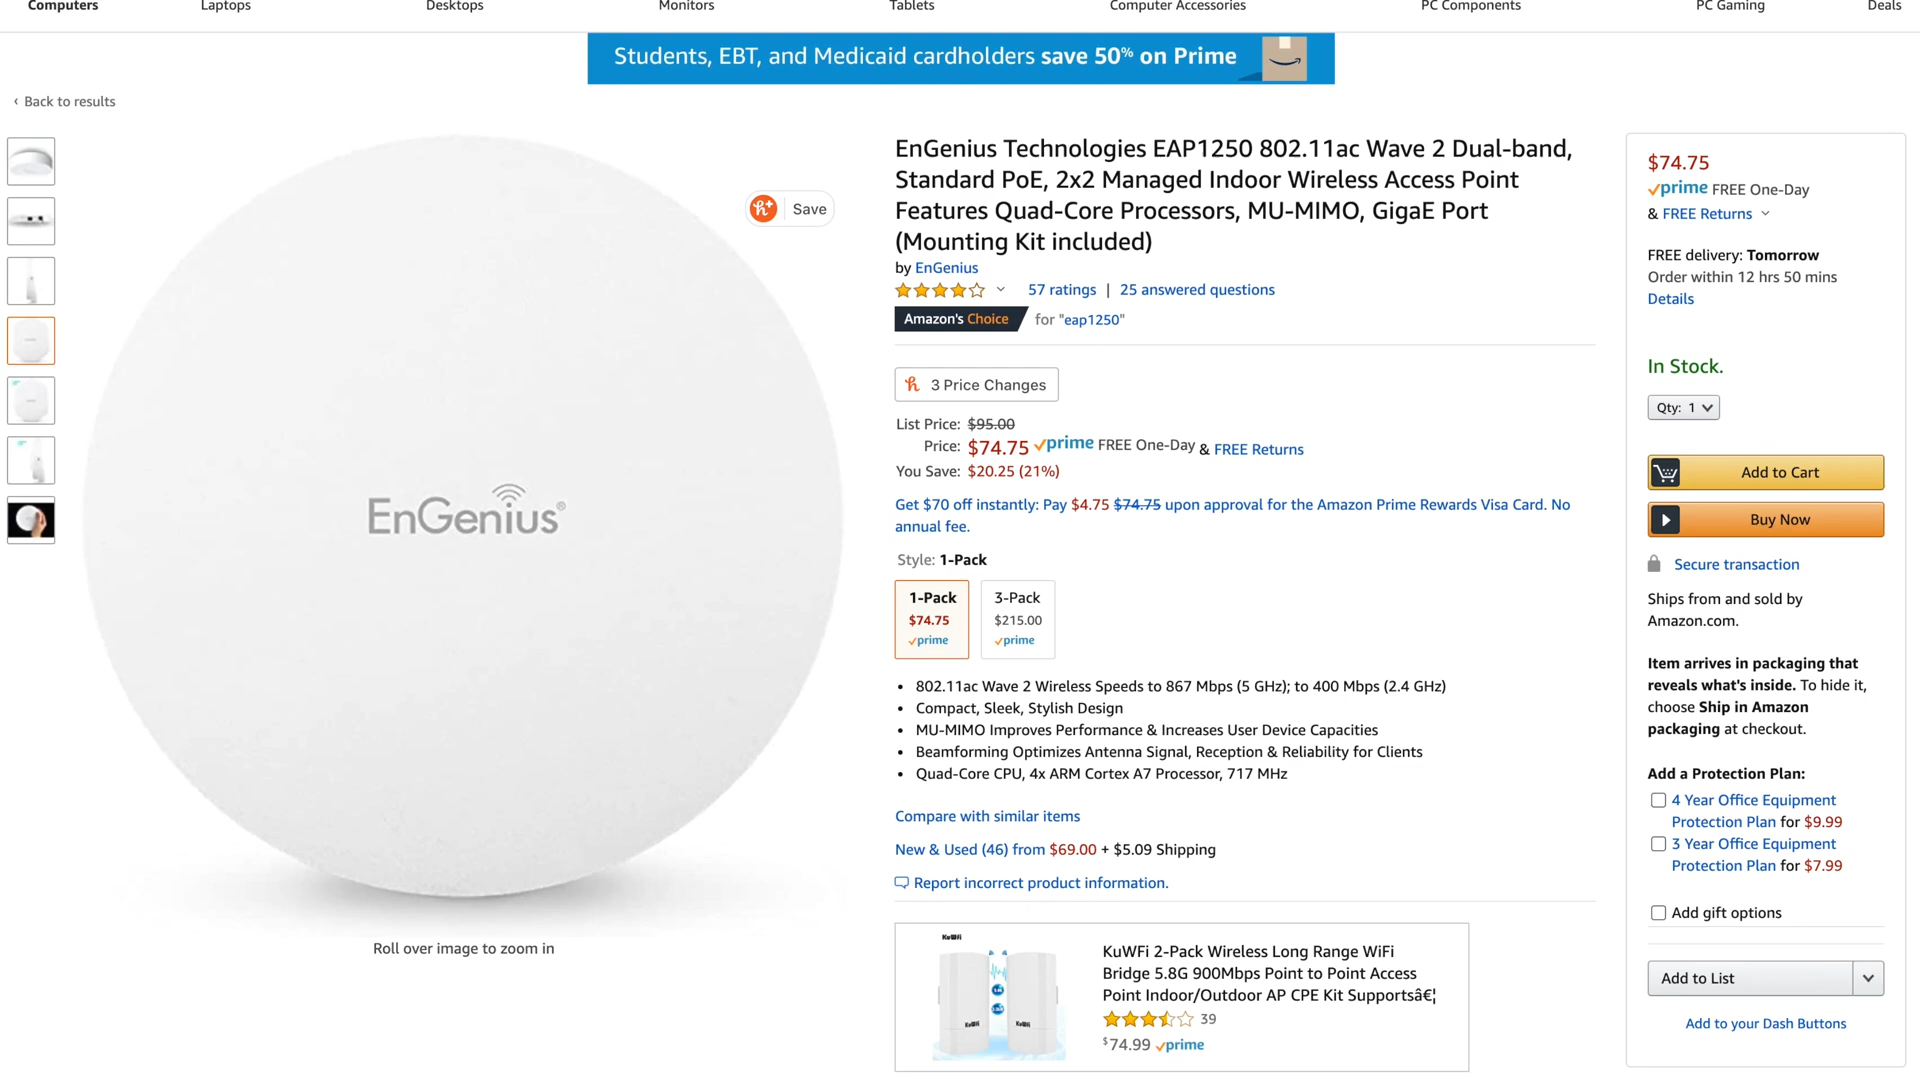 Computers
Laptops
Desktops
Monitors
Tablets
Computer Accessories
PC Components
PC Gaming
Deals
Students, EBT, and Medicaid cardholders save 50% on Prime
‹ Back to results
Save
EnGenius®
Roll over image to zoom in
EnGenius Technologies EAP1250 802.11ac Wave 2 Dual-band,
Standard PoE, 2x2 Managed Indoor Wireless Access Point
Features Quad-Core Processors, MU-MIMO, GigaE Port
(Mounting Kit included)
by EnGenius
57 ratings | 25 answered questions
Amazon's Choice for "eap1250"
3 Price Changes
List Price: $95.00
Price: $74.75 prime FREE One-Day & FREE Returns
You Save: $20.25 (21%)
Get $70 off instantly: Pay $4.75 $74.75 upon approval for the Amazon Prime Rewards Visa Card. No
annual fee.
Style: 1-Pack
1-Pack
$74.75
prime
3-Pack
$215.00
prime
• 802.11ac Wave 2 Wireless Speeds to 867 Mbps (5 GHz); to 400 Mbps (2.4 GHz)
• Compact, Sleek, Stylish Design
• MU-MIMO Improves Performance & Increases User Device Capacities
• Beamforming Optimizes Antenna Signal, Reception & Reliability for Clients
• Quad-Core CPU, 4x ARM Cortex A7 Processor, 717 MHz
Compare with similar items
New & Used (46) from $69.00 + $5.09 Shipping
Report incorrect product information.
KuWFi
KuWFi
KuWFi
KuWFi 2-Pack Wireless Long Range WiFi
Bridge 5.8G 900Mbps Point to Point Access
Point Indoor/Outdoor AP CPE Kit Supportsâ€¦
39
$74.99 prime
$74.75
prime FREE One-Day
& FREE Returns
FREE delivery: Tomorrow
Order within 12 hrs 50 mins
Details
In Stock.
Qty: 1
Add to Cart
Buy Now
Secure transaction
Ships from and sold by
Amazon.com.
Item arrives in packaging that
reveals what's inside. To hide it,
choose Ship in Amazon
packaging at checkout.
Add a Protection Plan:
4 Year Office Equipment
Protection Plan for $9.99
3 Year Office Equipment
Protection Plan for $7.99
Add gift options
Add to List
Add to your Dash Buttons